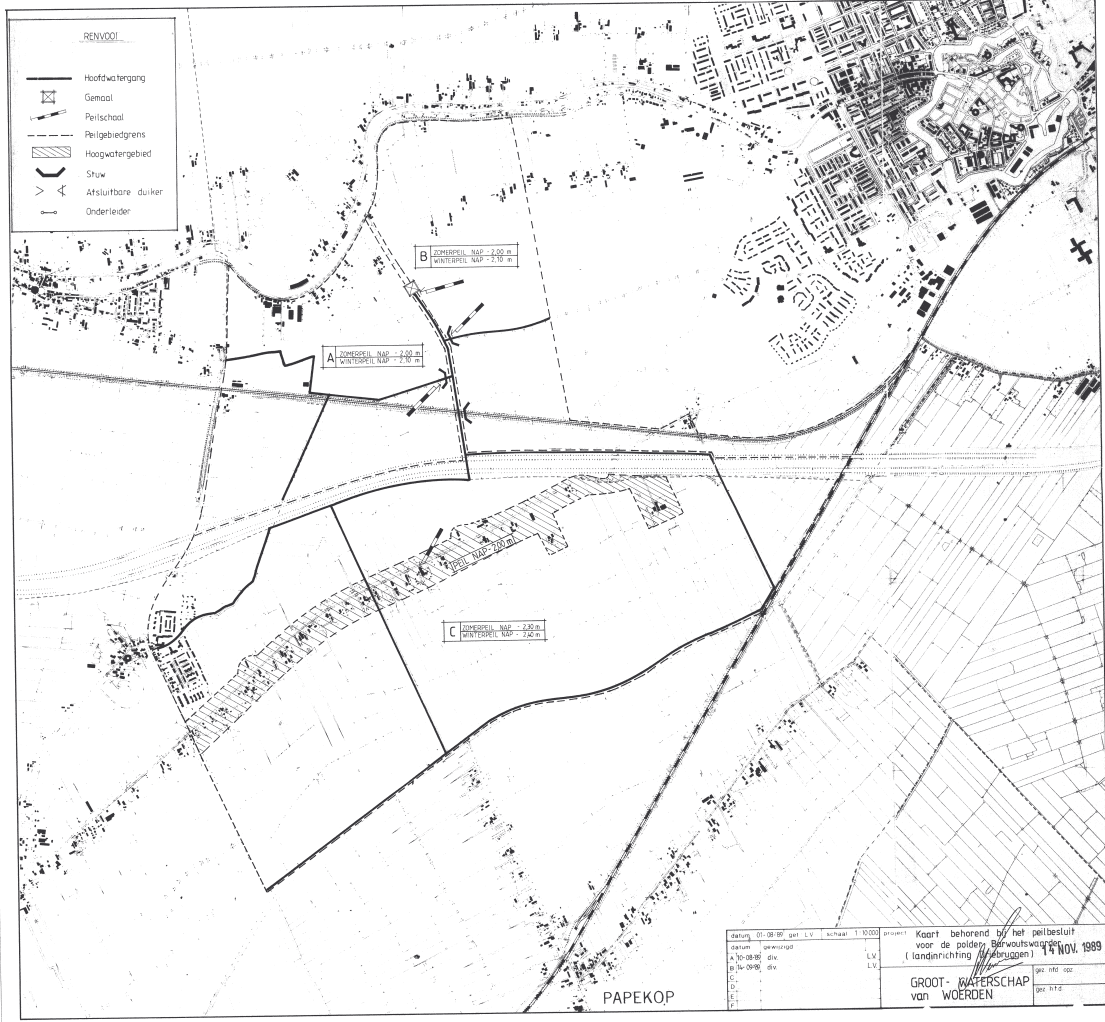 RENVOOI
Hoofdwatergang
Gemaal
Peilschaal
Peilgebiedgrens
Hoogwatergebied
Stuw
Afsluitbare duiker
Onderleider
B ZOMERPEIL NAP - 2,00 m
WINTERPEIL NAP - 2,10 m
A ZOMERPEIL NAP - 2,00 m
WINTERPEIL NAP - 2,10 m
PEIL NAP - 2,00 m
C ZOMERPEIL NAP - 2,30 m
WINTERPEIL NAP - 2,40 m
PAPEKOP
datum 01-08-'89 get L.V. schaal 1:10000
datum gewijzigd
A 10-08-'89 div. L.V.
B 14-09-'89 div. L.V.
C
D
E
F
project Kaart behorend bij het peilbesluit
voor de polder Barwoutswaarder
(landinrichting Driebruggen) 14 NOV. 1989
GROOT-WATERSCHAP
van WOERDEN
gez. hfd opz
gez hfd